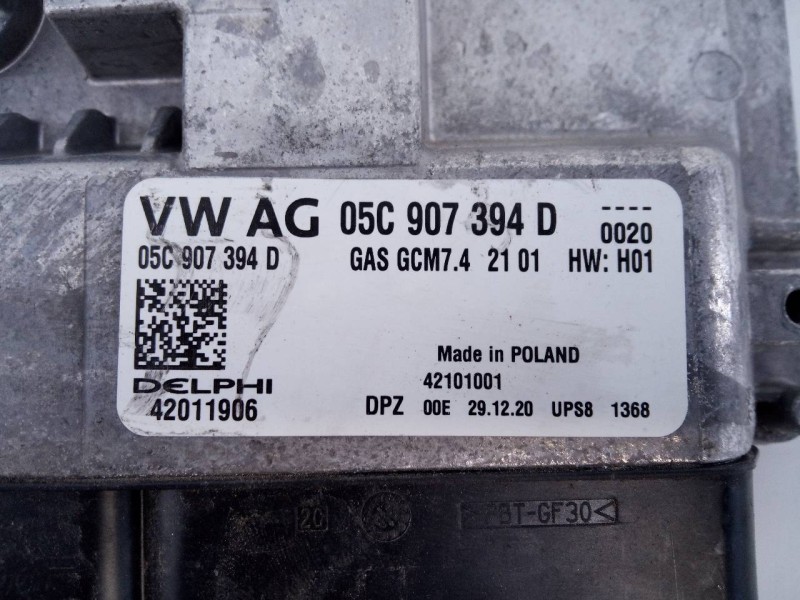 VW AG 05C 907 394 D ----
0020
05C 907 394 D GAS GCM7.4 21 01 HW: H01
Made in POLAND
DELPHI 42101001
42011906 DPZ 00E 29.12.20 UPS8 1368
BT-GF30<